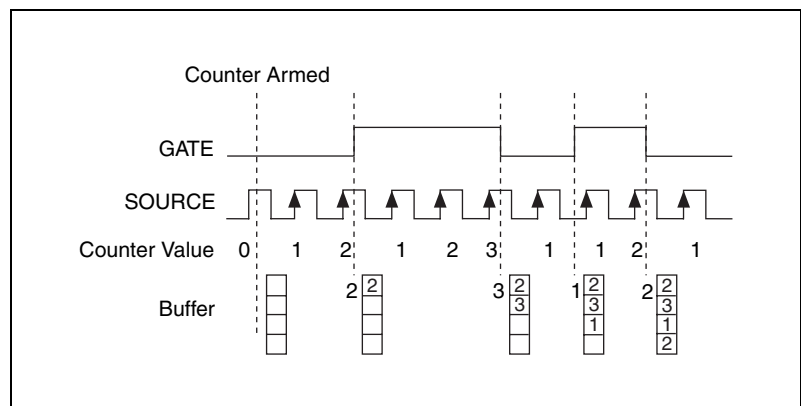 Counter Armed
GATE
SOURCE
Counter Value 0 1 2 1 2 3 1 1 2 1
Buffer
2 2
3 2 3
1 2 3 1
2 2 3 1 2